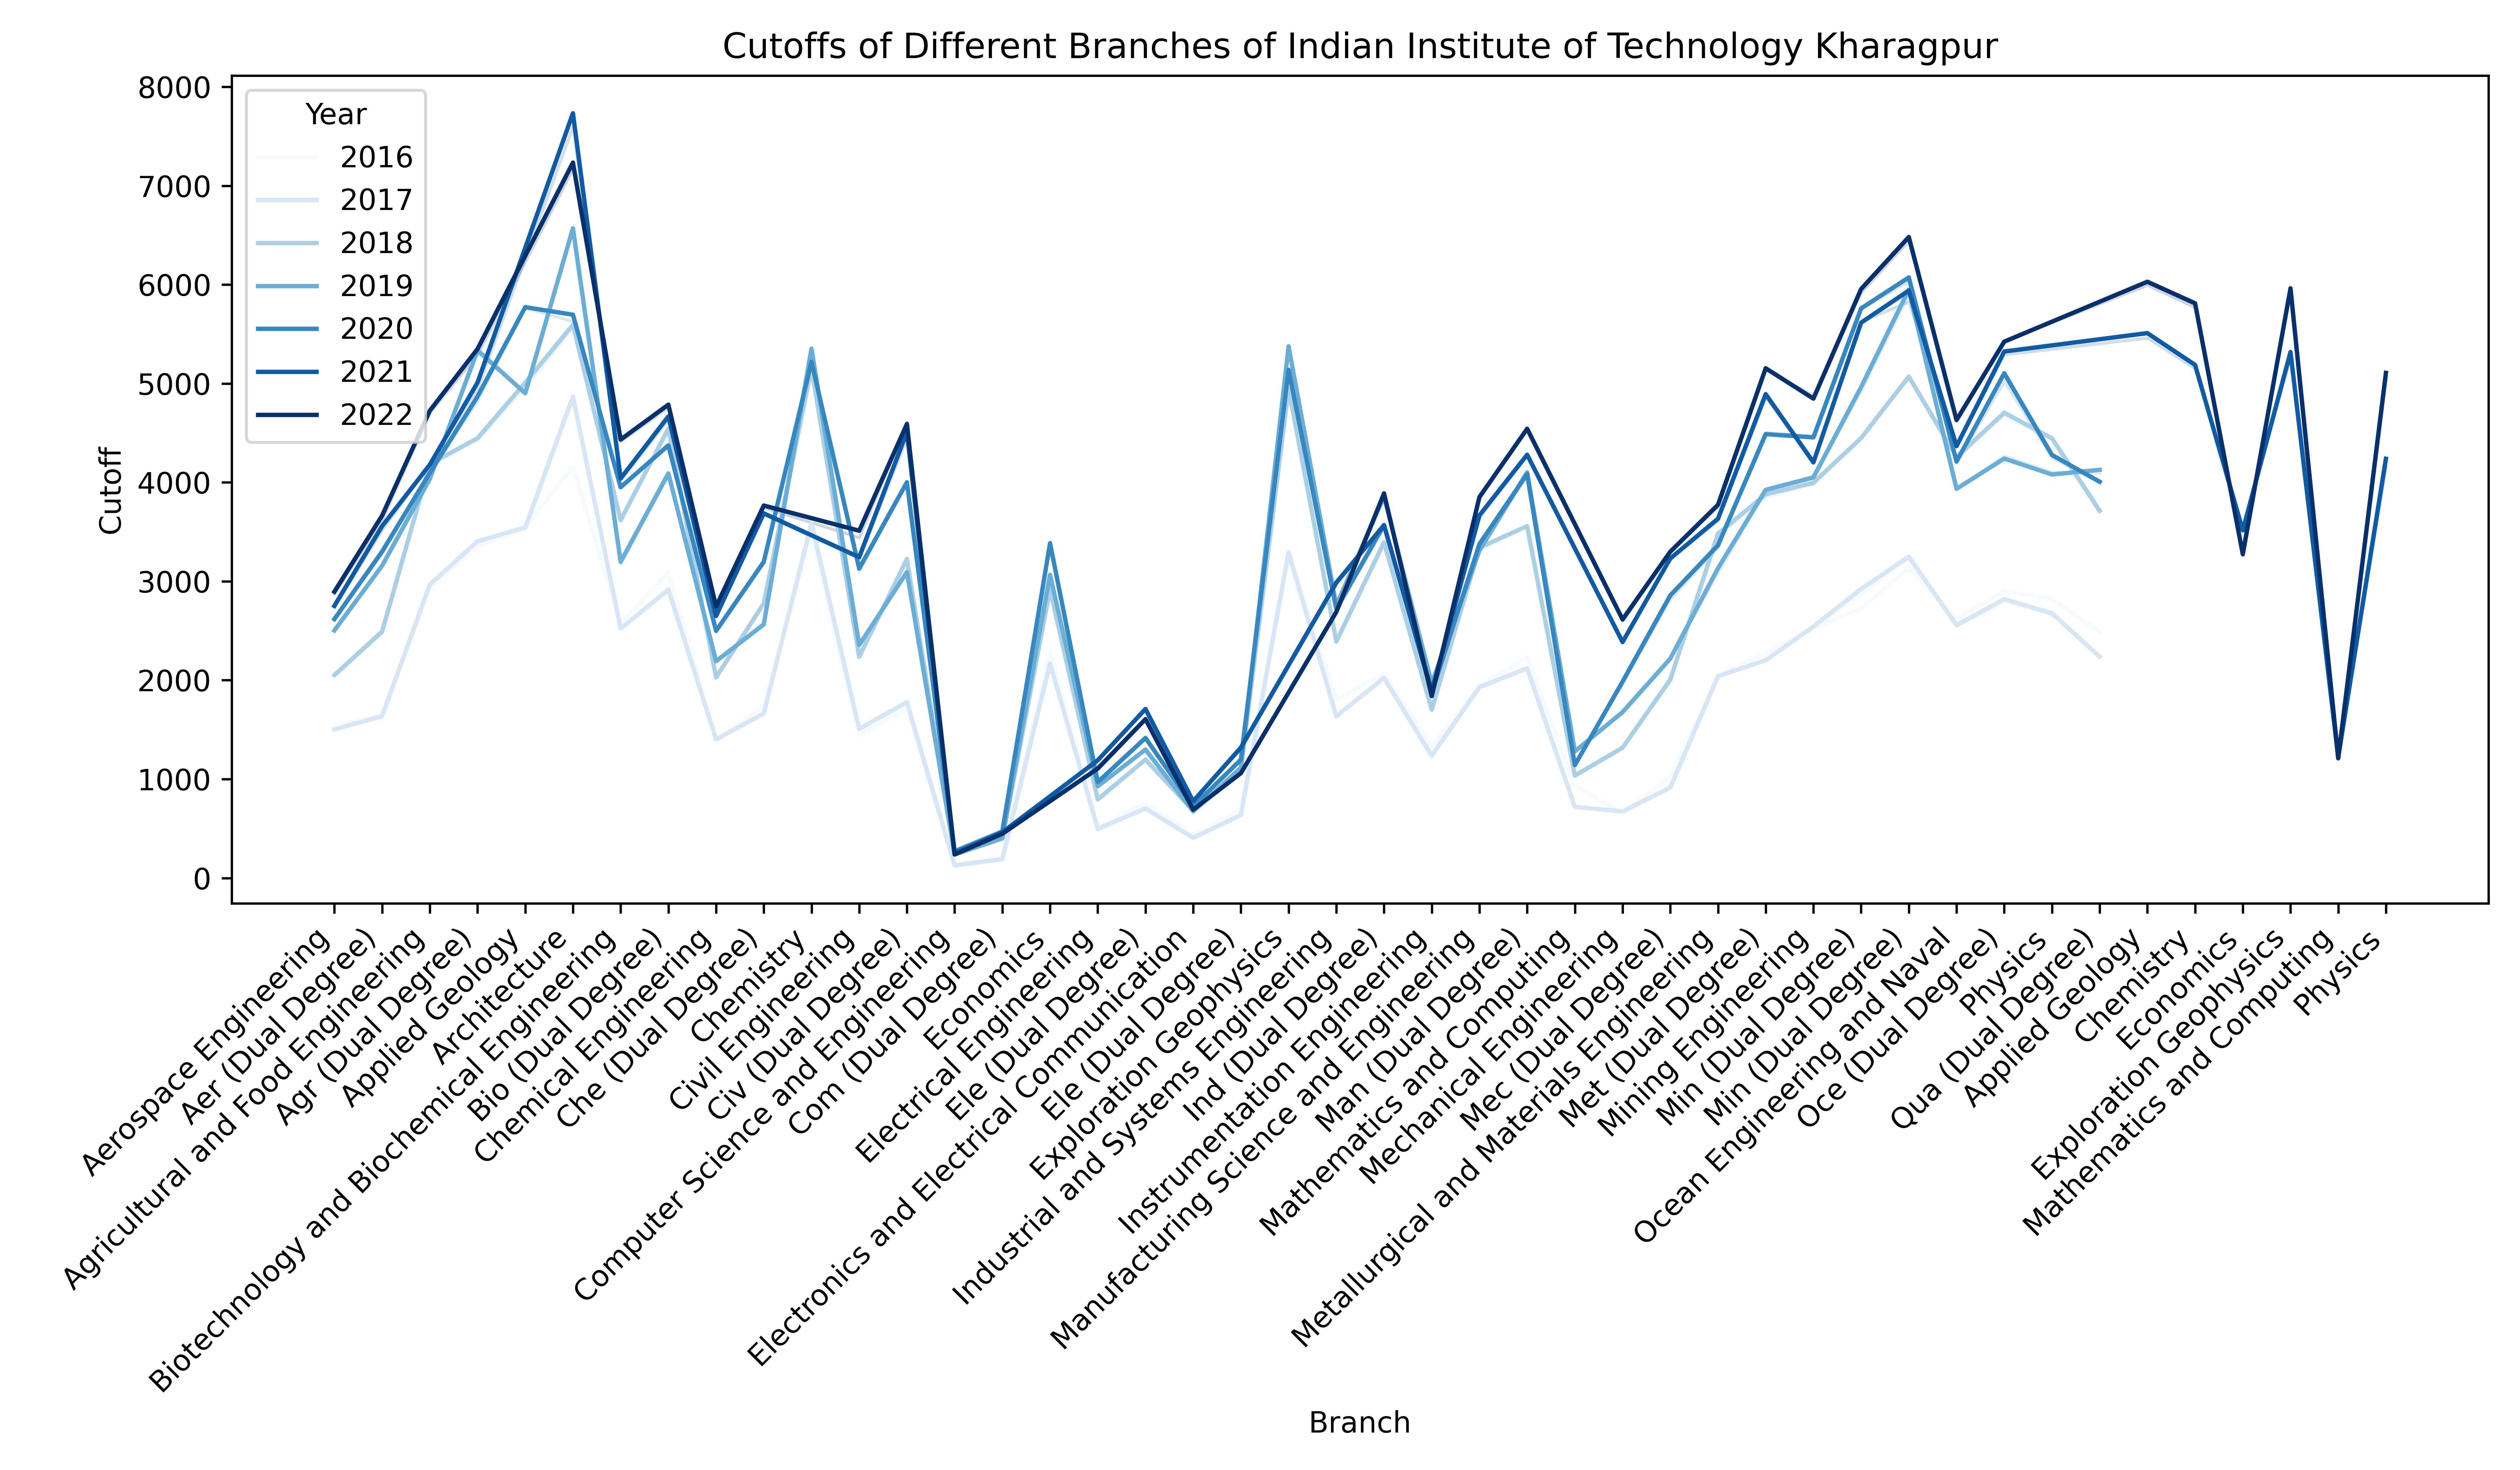 Cutoffs of Different Branches of Indian Institute of Technology Kharagpur
8000
7000
6000
5000
4000
3000
2000
1000
0
Cutoff
Year
2016
2017
2018
2019
2020
2021
2022
Aerospace Engineering
Aer (Dual Degree)
Agricultural and Food Engineering
Agr (Dual Degree)
Applied Geology
Architecture
Biotechnology and Biochemical Engineering
Bio (Dual Degree)
Chemical Engineering
Che (Dual Degree)
Chemistry
Civil Engineering
Civ (Dual Degree)
Computer Science and Engineering
Com (Dual Degree)
Economics
Electrical Engineering
Ele (Dual Degree)
Electronics and Electrical Communication
Ele (Dual Degree)
Exploration Geophysics
Industrial and Systems Engineering
Ind (Dual Degree)
Instrumentation Engineering
Manufacturing Science and Engineering
Man (Dual Degree)
Mathematics and Computing
Mechanical Engineering
Mec (Dual Degree)
Metallurgical and Materials Engineering
Met (Dual Degree)
Mining Engineering
Min (Dual Degree)
Min (Dual Degree)
Ocean Engineering and Naval
Oce (Dual Degree)
Physics
Qua (Dual Degree)
Applied Geology
Chemistry
Economics
Exploration Geophysics
Mathematics and Computing
Physics
Branch